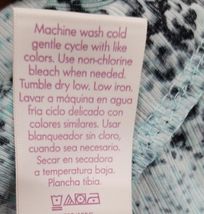 Machine wash cold
gentle cycle with like
colors. Use non-chlorine
bleach when needed.
Tumble dry low. Low iron.
Lavar a máquina en agua
fria ciclo delicado con
colores similares. Usar
blanqueador sin cloro,
cuando sea necesario.
Secar en secadora
a temperatura baja.
Plancha tibia.